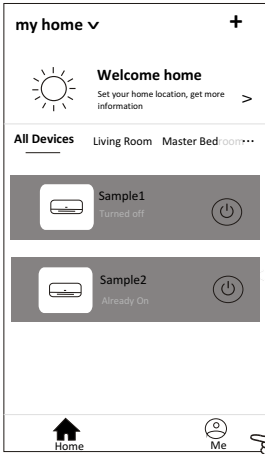 my home
Welcome home
Set your home location, get more
information
All Devices Living Room Master Bedroom
Sample1
Turned off
Sample2
Already On
Home Me